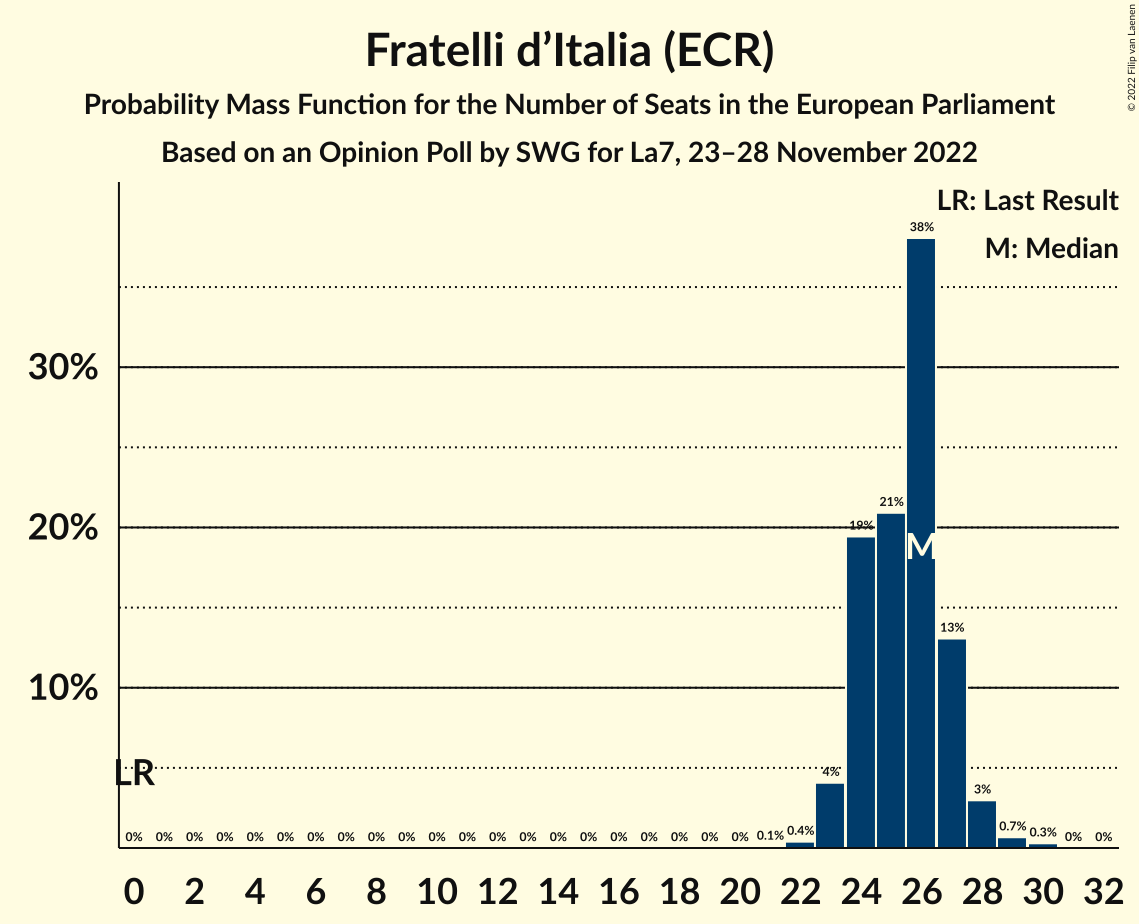 Fratelli d’Italia (ECR)
Probability Mass Function for the Number of Seats in the European Parliament
Based on an Opinion Poll by SWG for La7, 23–28 November 2022
© 2022 Filip van Laenen
LR: Last Result
M: Median
38%
30%
21%
19%
20%
M
13%
10%
LR
4%
3%
0% 0% 0% 0% 0% 0% 0% 0% 0% 0% 0% 0% 0% 0% 0% 0% 0% 0% 0% 0% 0% 0.1% 0.4% 0.7% 0.3% 0% 0%
0 2 4 6 8 10 12 14 16 18 20 22 24 26 28 30 32